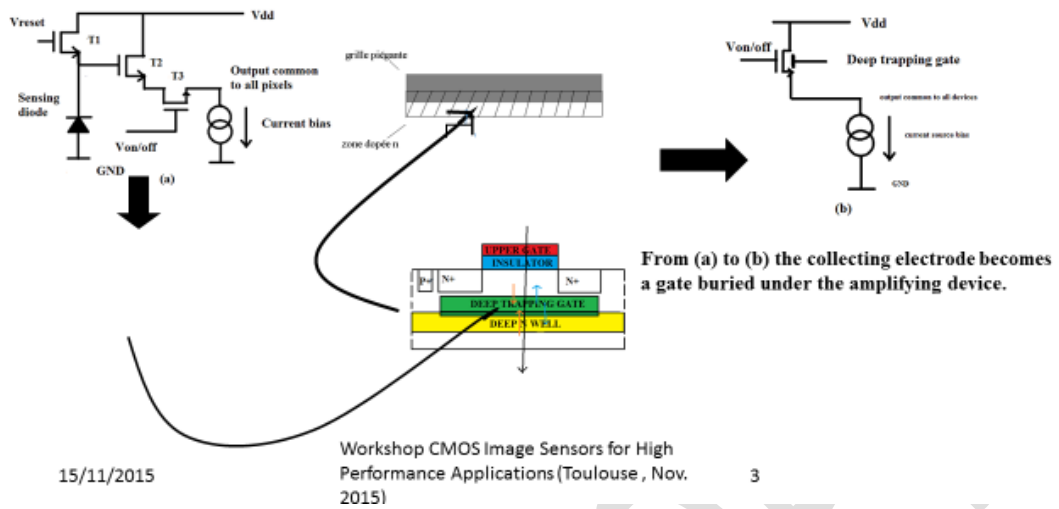 Vreset
T1
Vdd
T2
T3
Sensing
diode
Output common
to all pixels
Current bias
Von/off
GND
(a)
grille piégante
zone dopée n
Vdd
Von/off
Deep trapping gate
output common to all devices
current source bias
GND
(b)
UPPER GATE
INSULATOR
P+
N+
N+
DEEP TRAPPING GATE
DEEP N WELL
From (a) to (b) the collecting electrode becomes
a gate buried under the amplifying device.
15/11/2015
Workshop CMOS Image Sensors for High
Performance Applications (Toulouse , Nov.
2015)
3